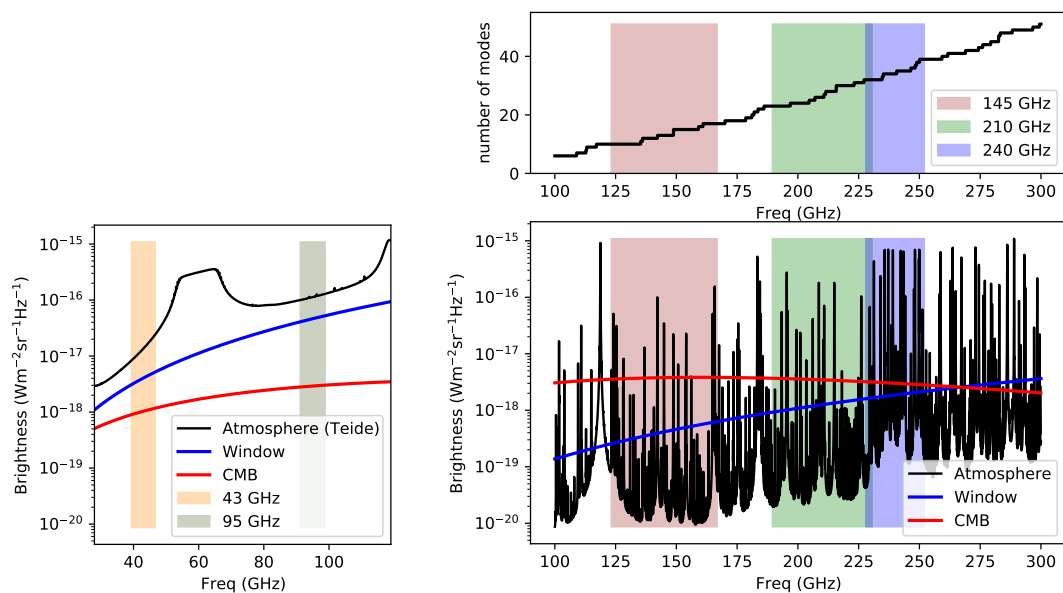 number of modes
40
20
0
100
125
150
175
200
225
250
275
300
Freq (GHz)
145 GHz
210 GHz
240 GHz
Brightness (Wm⁻²sr⁻¹Hz⁻¹)
10⁻¹⁵
10⁻¹⁶
10⁻¹⁷
10⁻¹⁸
10⁻¹⁹
10⁻²⁰
40
60
80
100
Freq (GHz)
Atmosphere (Teide)
Window
CMB
43 GHz
95 GHz
Brightness (Wm⁻²sr⁻¹Hz⁻¹)
10⁻¹⁵
10⁻¹⁶
10⁻¹⁷
10⁻¹⁸
10⁻¹⁹
10⁻²⁰
100
125
150
175
200
225
250
275
300
Freq (GHz)
Atmosphere
Window
CMB